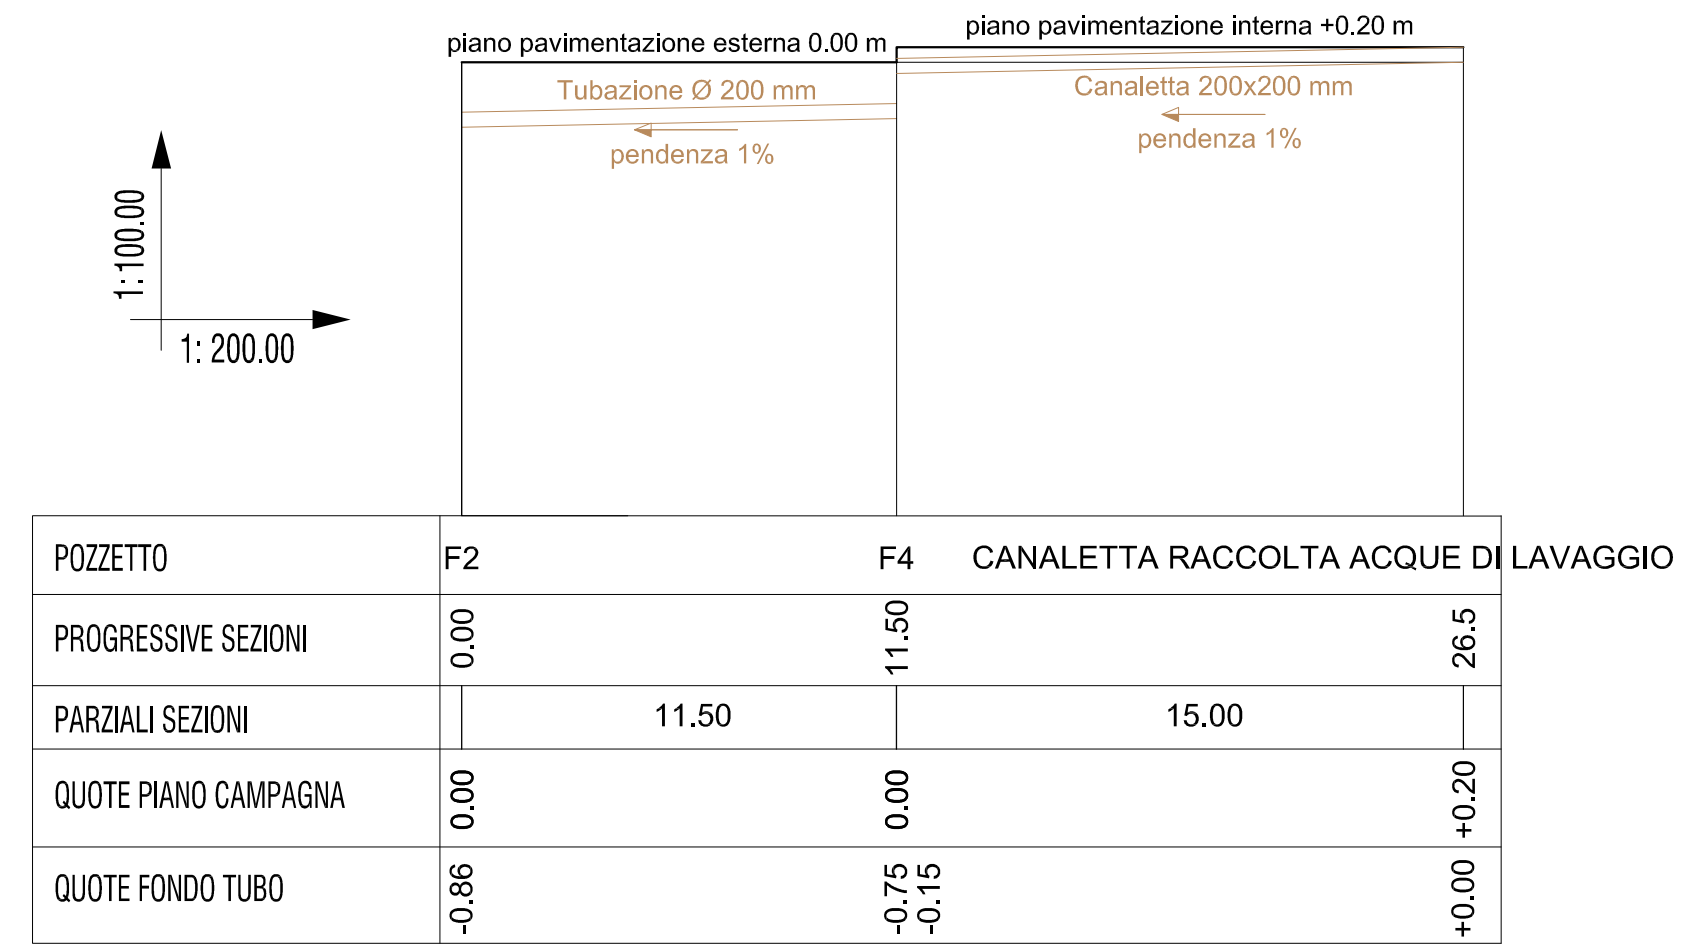 piano pavimentazione interna +0.20 m
piano pavimentazione esterna 0.00 m
Tubazione Ø 200 mm
Canaletta 200x200 mm
pendenza 1%
pendenza 1%
1: 100.00
1: 200.00
POZZETTO F2 F4 CANALETTA RACCOLTA ACQUE DI LAVAGGIO
PROGRESSIVE SEZIONI 0.00 11.50 26.5
PARZIALI SEZIONI 11.50 15.00
QUOTE PIANO CAMPAGNA 0.00 0.00 +0.20
QUOTE FONDO TUBO -0.86 -0.75 -0.15 +0.00